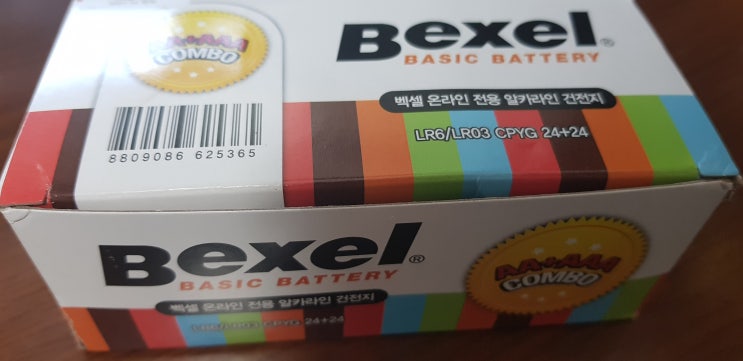 AA+AAA
COMBO
Bexel®
BASIC BATTERY
벡셀 온라인 전용 알카라인 건전지
LR6/LR03 CPYG 24+24
8809086 625365
Bexel®
BASIC BATTERY
AA+AAA
COMBO
벡셀 온라인 전용 알카라인 건전지
LR6/LR03 CPYG 24+24